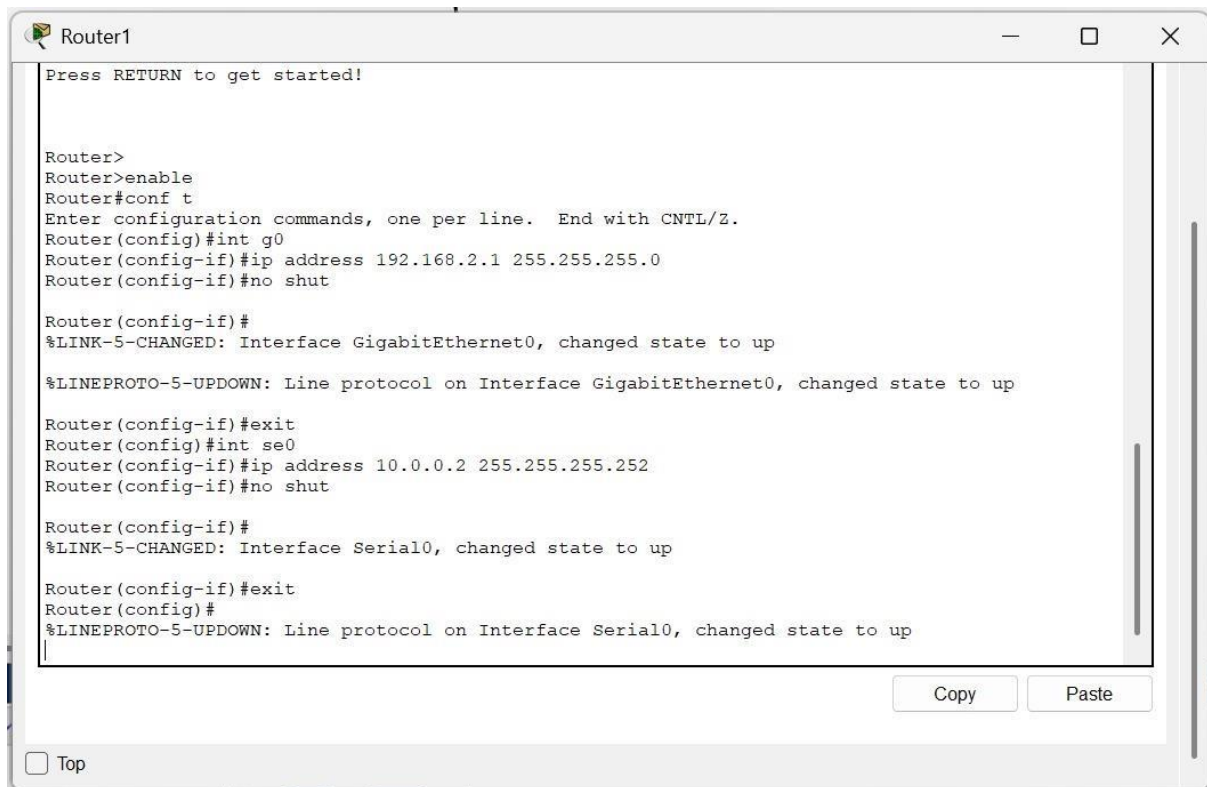 Router1
Press RETURN to get started!
Router>
Router>enable
Router#conf t
Enter configuration commands, one per line.  End with CNTL/Z.
Router(config)#int g0
Router(config-if)#ip address 192.168.2.1 255.255.255.0
Router(config-if)#no shut
Router(config-if)#
%LINK-5-CHANGED: Interface GigabitEthernet0, changed state to up
%LINEPROTO-5-UPDOWN: Line protocol on Interface GigabitEthernet0, changed state to up
Router(config-if)#exit
Router(config)#int se0
Router(config-if)#ip address 10.0.0.2 255.255.255.252
Router(config-if)#no shut
Router(config-if)#
%LINK-5-CHANGED: Interface Serial0, changed state to up
Router(config-if)#exit
Router(config)#
%LINEPROTO-5-UPDOWN: Line protocol on Interface Serial0, changed state to up
Copy Paste
Top